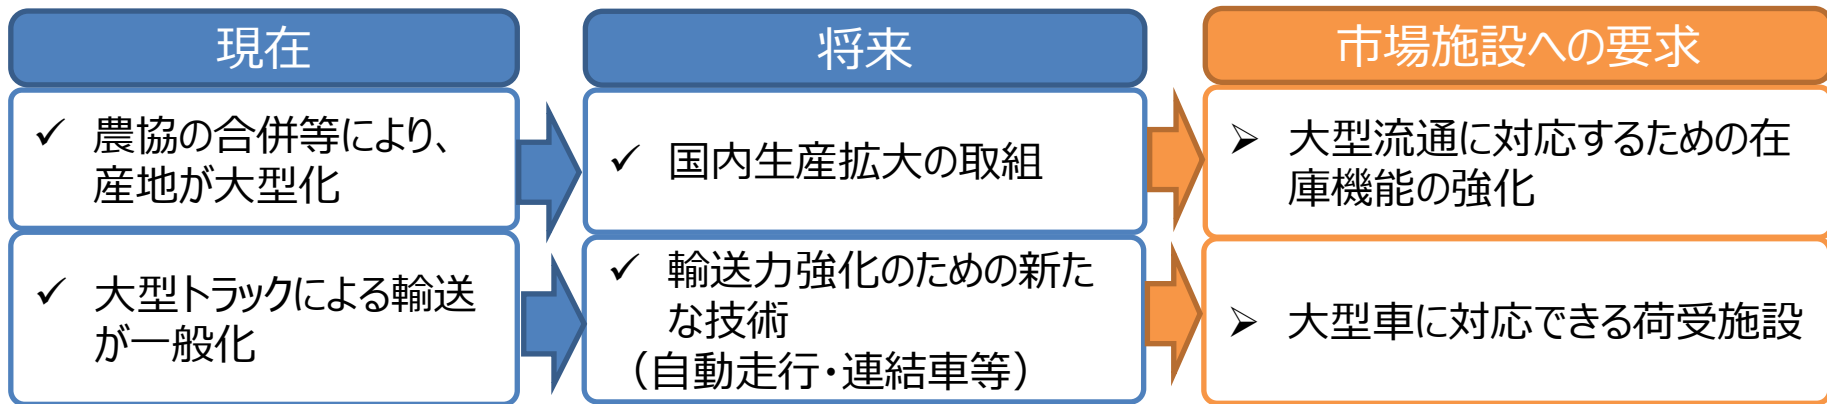 現在
将来
市場施設への要求
✓ 農協の合併等により、
産地が大型化
✓ 国内生産拡大の取組
➢ 大型流通に対応するための在
庫機能の強化
✓ 大型トラックによる輸送
が一般化
✓ 輸送力強化のための新た
な技術
（自動走行・連結車等）
➢ 大型車に対応できる荷受施設